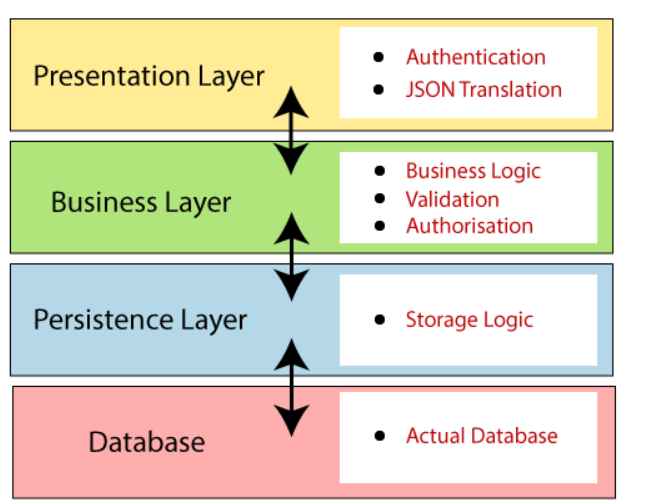 Presentation Layer
Authentication
JSON Translation
Business Layer
Business Logic
Validation
Authorisation
Persistence Layer
Storage Logic
Database
Actual Database